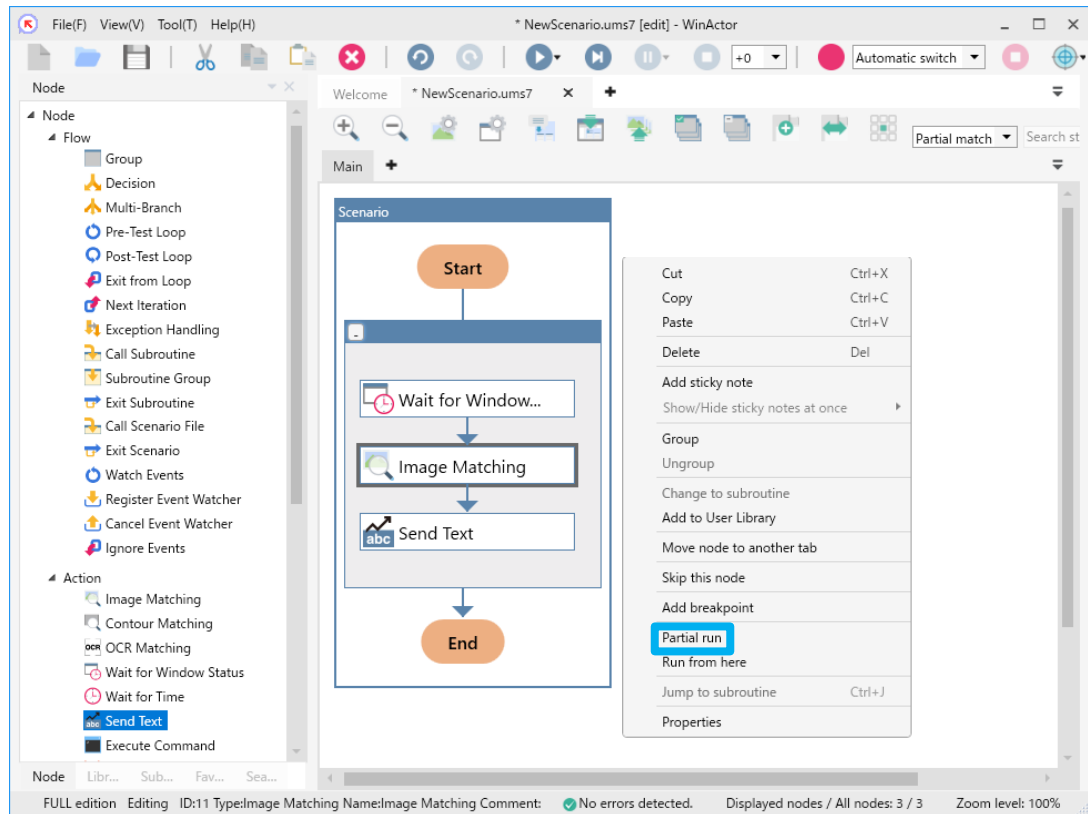 File(F) View(V) Tool(T) Help(H) * NewScenario.ums7 [edit] - WinActor
+0 Automatic switch
Node
Welcome * NewScenario.ums7
Partial match Search st
Main
Node
Flow
Group
Decision
Multi-Branch
Pre-Test Loop
Post-Test Loop
Exit from Loop
Next Iteration
Exception Handling
Call Subroutine
Subroutine Group
Exit Subroutine
Call Scenario File
Exit Scenario
Watch Events
Register Event Watcher
Cancel Event Watcher
Ignore Events
Action
Image Matching
Contour Matching
OCR OCR Matching
Wait for Window Status
Wait for Time
abc Send Text
Execute Command
Node Libr... Sub... Fav... Sea...
Scenario
Start
Wait for Window...
Image Matching
abc Send Text
End
Cut Ctrl+X
Copy Ctrl+C
Paste Ctrl+V
Delete Del
Add sticky note
Show/Hide sticky notes at once
Group
Ungroup
Change to subroutine
Add to User Library
Move node to another tab
Skip this node
Add breakpoint
Partial run
Run from here
Jump to subroutine Ctrl+J
Properties
FULL edition Editing ID:11 Type:Image Matching Name:Image Matching Comment: No errors detected. Displayed nodes / All nodes: 3 / 3 Zoom level: 100%